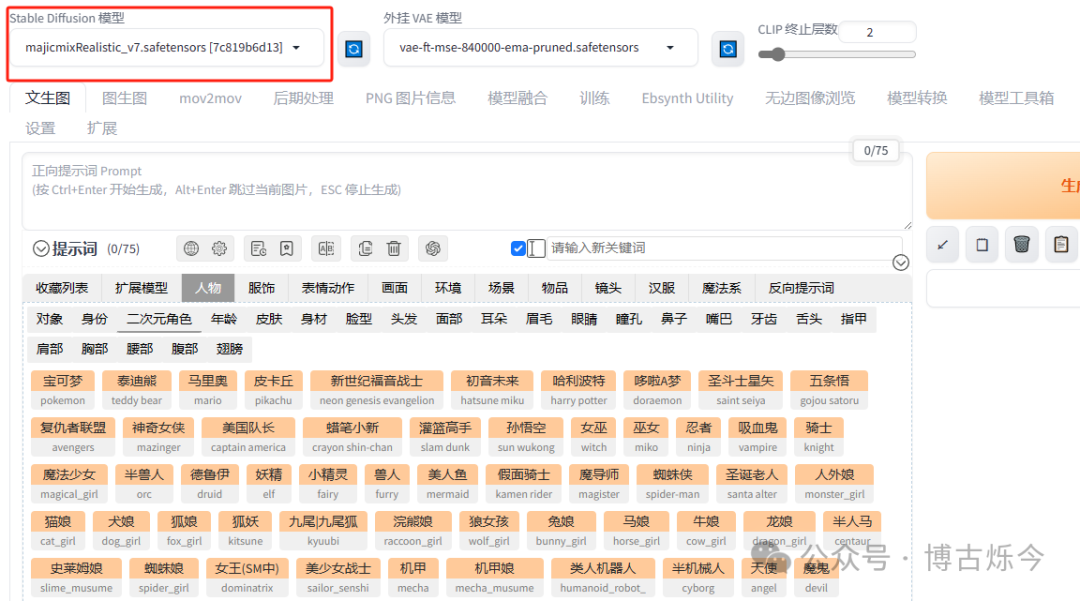 Stable Diffusion 模型 外挂 VAE 模型 CLIP 终止层数 2
majicmixRealistic_v7.safetensors [7c819b6d13] vae-ft-mse-840000-ema-pruned.safetensors
文生图 图生图 mov2mov 后期处理 PNG 图片信息 模型融合 训练 Ebsynth Utility 无边图像浏览 模型转换 模型工具箱
设置 扩展
0/75
正向提示词 Prompt
(按 Ctrl+Enter 开始生成，Alt+Enter 跳过当前图片，ESC 停止生成)
生
提示词 (0/75) 请输入新关键词
收藏列表 扩展模型 人物 服饰 表情动作 画面 环境 场景 物品 镜头 汉服 魔法系 反向提示词
对象 身份 二次元角色 年龄 皮肤 身材 脸型 头发 面部 耳朵 眉毛 眼睛 瞳孔 鼻子 嘴巴 牙齿 舌头 指甲
肩部 胸部 腰部 腹部 翅膀
宝可梦 泰迪熊 马里奥 皮卡丘 新世纪福音战士 初音未来 哈利波特 哆啦A梦 圣斗士星矢 五条悟
pokemon teddy bear mario pikachu neon genesis evangelion hatsune miku harry potter doraemon saint seiya gojou satoru
复仇者联盟 神奇女侠 美国队长 蜡笔小新 灌篮高手 孙悟空 女巫 巫女 忍者 吸血鬼 骑士
avengers mazinger captain america crayon shin-chan slam dunk sun wukong witch miko ninja vampire knight
魔法少女 半兽人 德鲁伊 妖精 小精灵 兽人 美人鱼 假面骑士 魔导师 蜘蛛侠 圣诞老人 人外娘
magical_girl orc druid elf fairy furry mermaid kamen rider magister spider-man santa alter monster_girl
猫娘 犬娘 狐娘 狐妖 九尾|九尾狐 浣熊娘 狼女孩 兔娘 马娘 牛娘 龙娘 半人马
cat_girl dog_girl fox_girl kitsune kyuubi raccoon_girl wolf_girl bunny_girl horse_girl cow_girl dragon_girl centaur
史莱姆娘 蜘蛛娘 女王(SM中) 美少女战士 机甲 机甲娘 类人机器人 半机械人 天使 魔鬼
slime_musume spider_girl dominatrix sailor_senshi mecha mecha_musume humanoid_robot_ cyborg angel devil
公众号 · 博古烁今